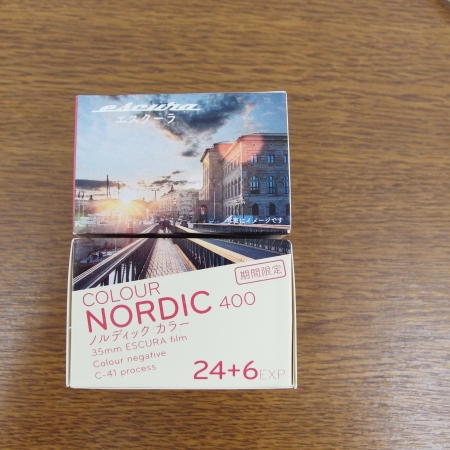 escura
エスクーラ
写真はイメージです
期間限定
COLOUR
NORDIC 400
ノルディック カラー
35mm ESCURA film
Colour negative
C-41 process
24+6 EXP